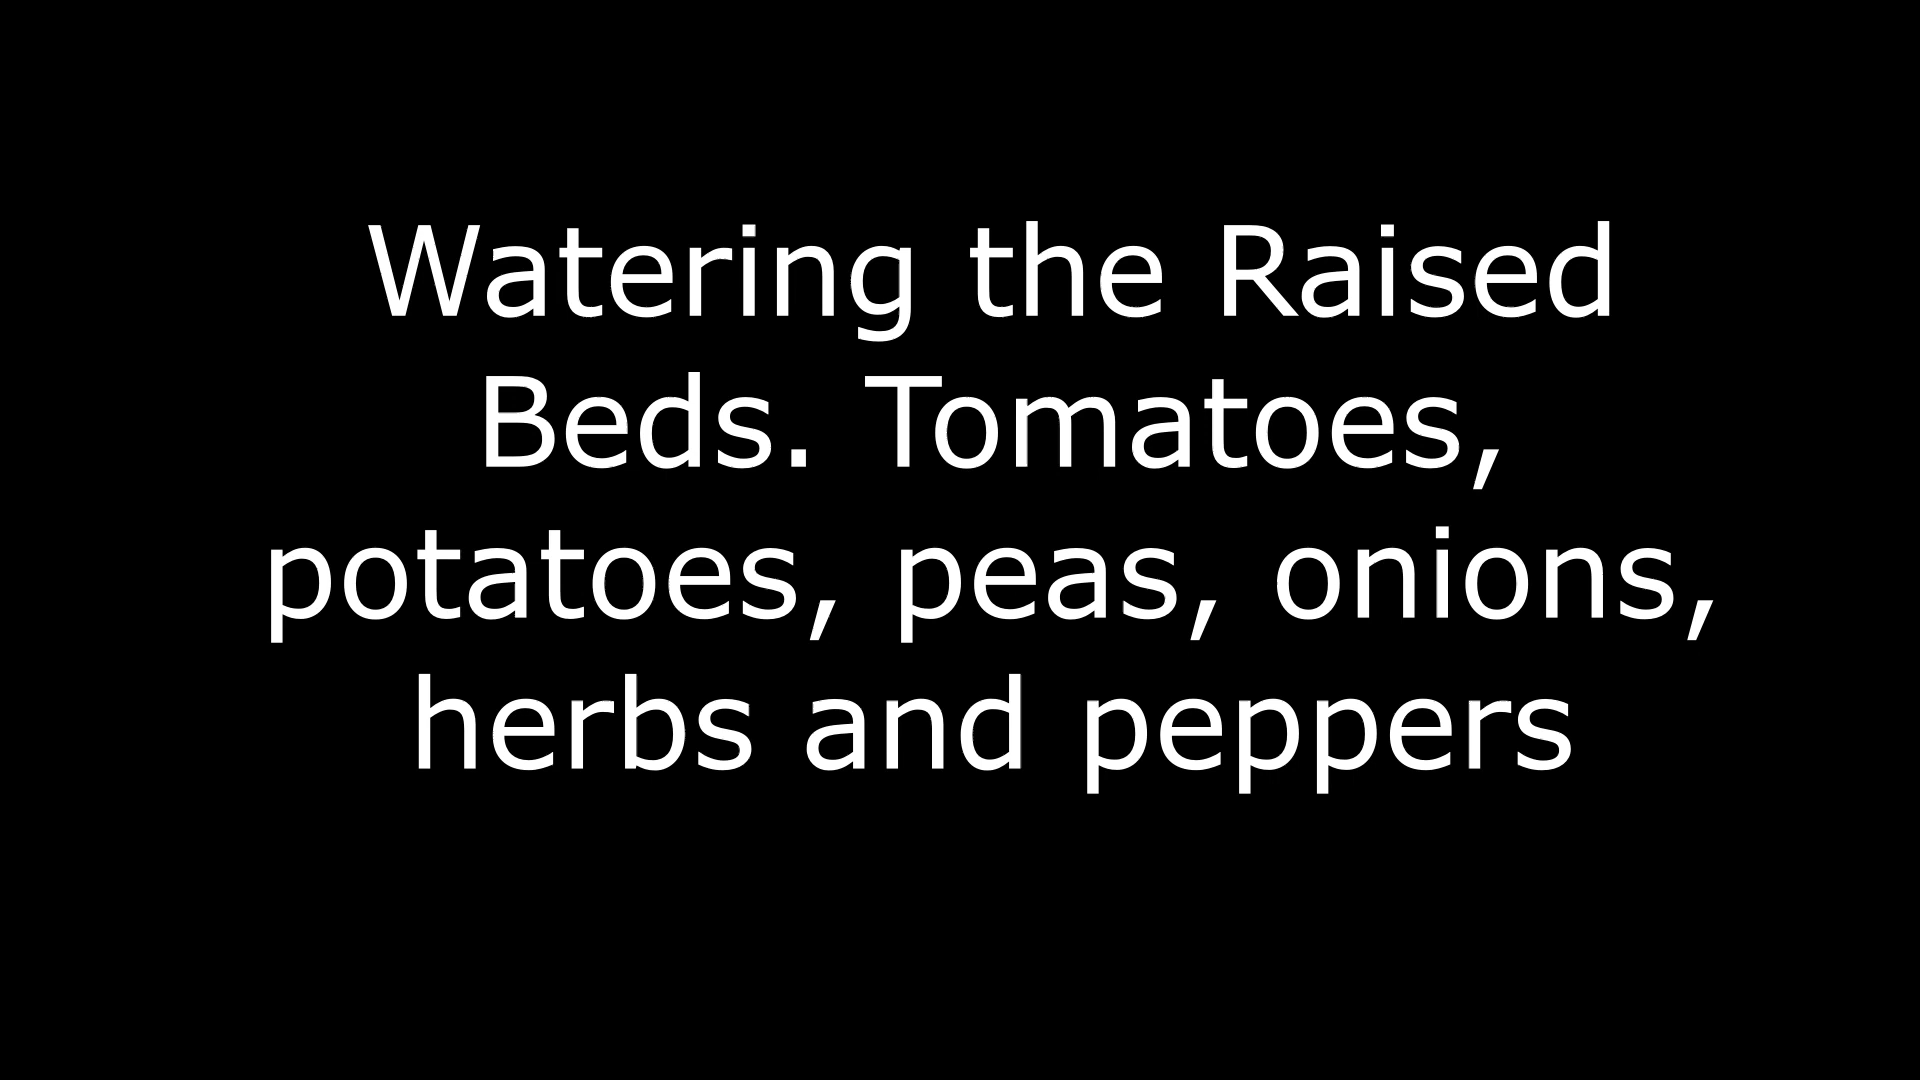 Watering the Raised
Beds. Tomatoes,
potatoes, peas, onions,
herbs and peppers